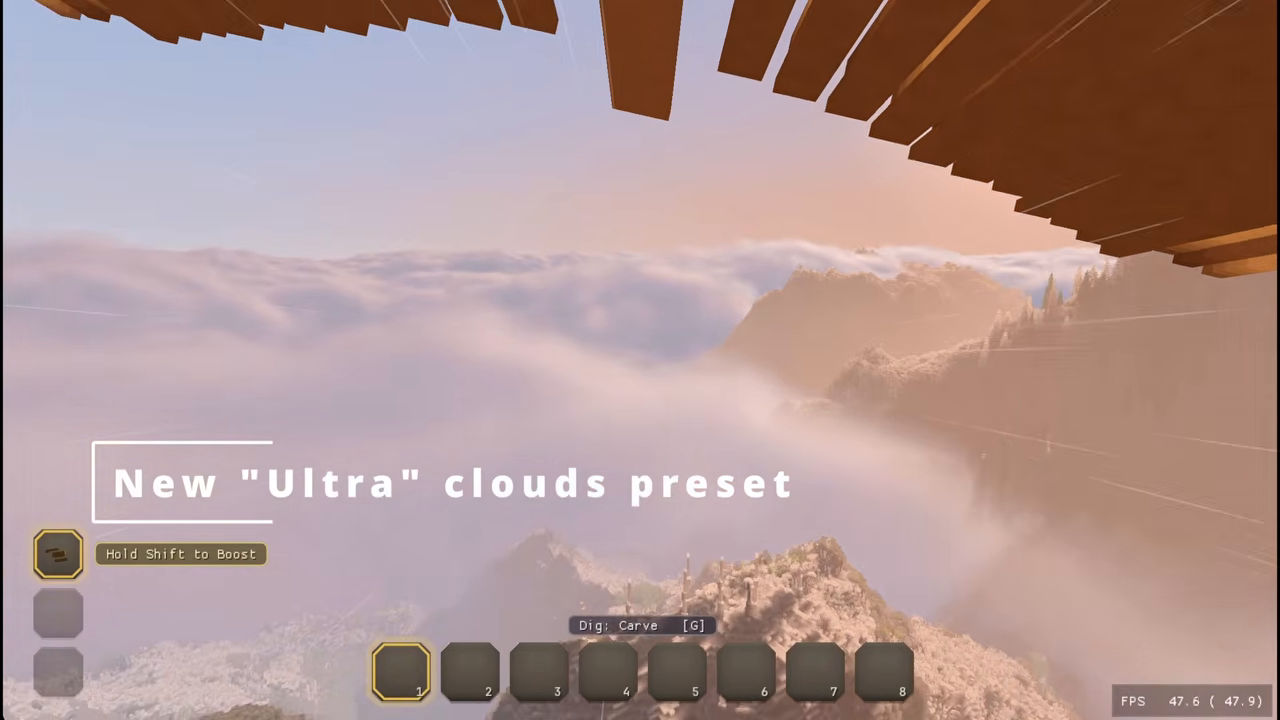 New "Ultra" clouds preset
Hold Shift to Boost
Dig: Carve [G]
1 2 3 4 5 6 7 8
FPS 47.6 ( 47.9)